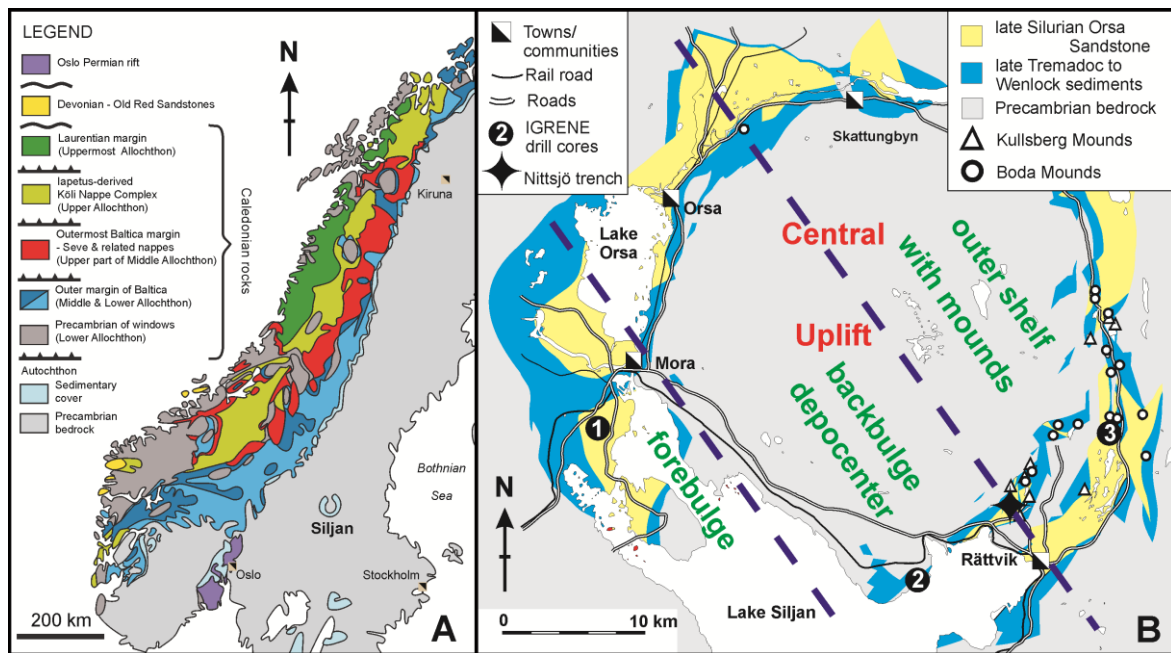 LEGEND
Oslo Permian rift
Devonian - Old Red Sandstones
Laurentian margin
(Uppermost Allochthon)
Iapetus-derived
Köli Nappe Complex
(Upper Allochthon)
Outermost Baltica margin
- Seve & related nappes
(Upper part of Middle Allochthon)
Outer margin of Baltica
(Middle & Lower Allochthon)
Precambrian of windows
(Lower Allochthon)
Caledonian rocks
Autochthon
Sedimentary
cover
Precambrian
bedrock
N
Kiruna
Bothnian
Sea
Siljan
Oslo
Stockholm
200 km
A
B
Towns/
communities
Rail road
Roads
2 IGRENE
drill cores
Nittsjö trench
late Silurian Orsa
Sandstone
late Tremadoc to
Wenlock sediments
Precambrian bedrock
Kullsberg Mounds
Boda Mounds
Skattungbyn
Orsa
Lake
Orsa
Central
Uplift
outer shelf
with mounds
Mora
backbulge
depocenter
forebulge
1
3
N
Rättvik
2
Lake Siljan
0 10 km
B